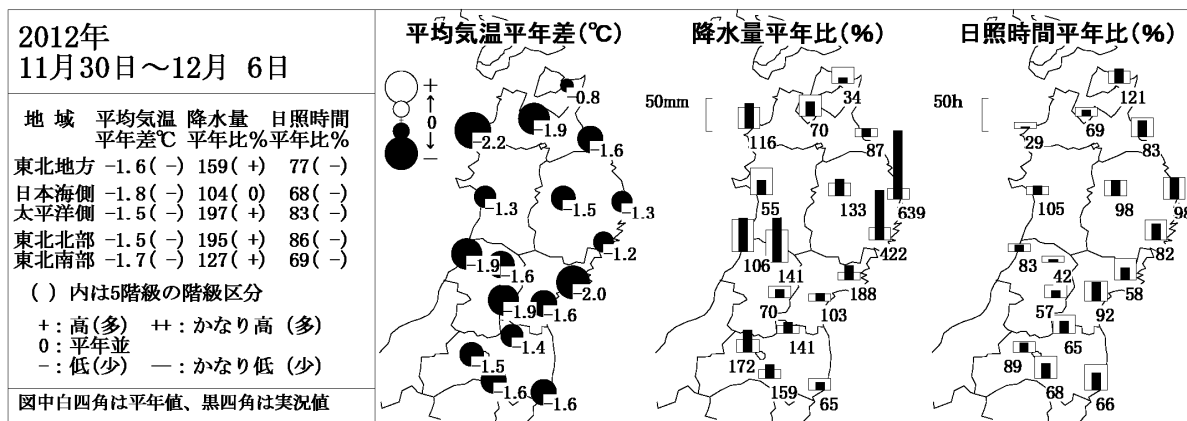 2012年
11月30日～12月 6日
地 域 平均気温 降水量 日照時間
平年差℃ 平年比% 平年比%
東北地方 −1.6( −) 159( +) 77( −)
日本海側 −1.8( −) 104( 0) 68( −)
太平洋側 −1.5( −) 197( +) 83( −)
東北北部 −1.5( −) 195( +) 86( −)
東北南部 −1.7( −) 127( +) 69( −)
( ) 内は5階級の階級区分
+：高(多) ++：かなり高 (多)
0：平年並
−：低(少) ―：かなり低 (少)
図中白四角は平年値、黒四角は実況値
平均気温平年差(℃)
+
↑
0
↓
−
−0.8
−1.9
−2.2
−1.6
−1.3
−1.5
−1.3
−1.2
−1.9
−1.6
−2.0
−1.9
−1.6
−1.4
−1.5
−1.6
−1.6
降水量平年比(%)
50mm
34
70
116
87
55
133
639
422
106
141
188
70
103
141
172
159
65
日照時間平年比(%)
50h
121
69
29
83
105
98
98
82
83
42
58
57
92
65
89
68
66